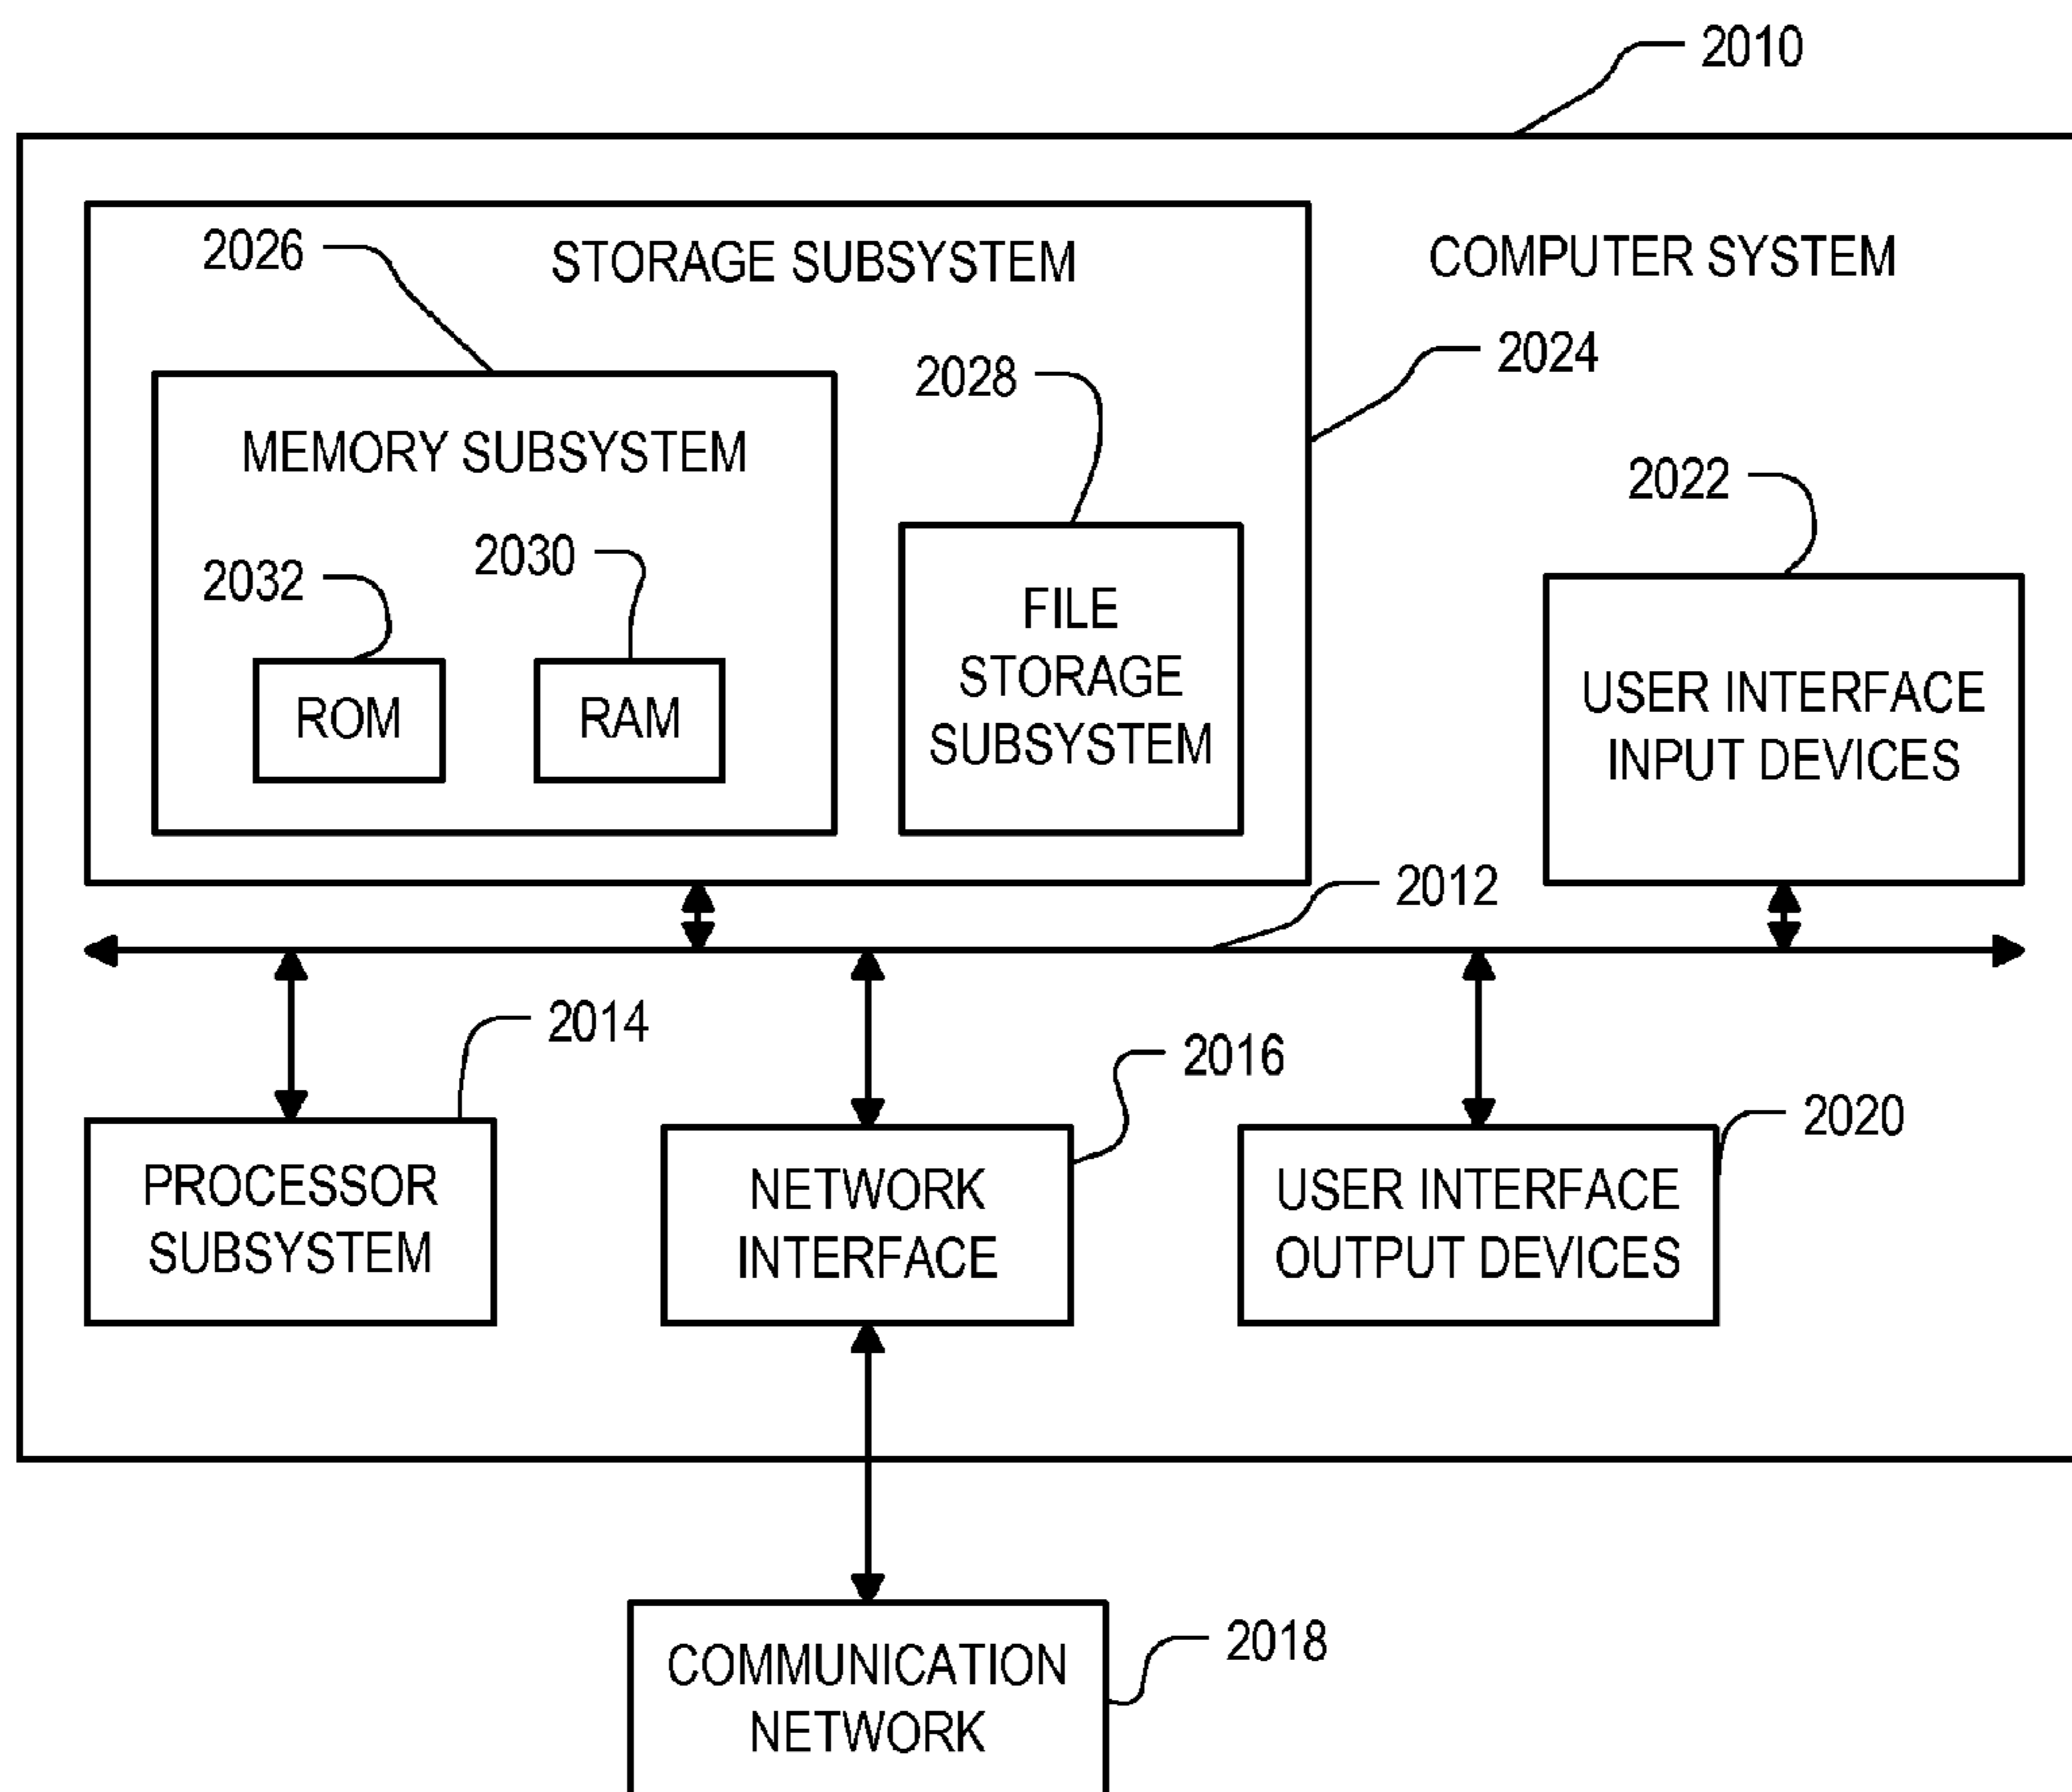 2010
2026
STORAGE SUBSYSTEM
COMPUTER SYSTEM
2024
2028
MEMORY SUBSYSTEM
2022
2032
2030
FILE
STORAGE
SUBSYSTEM
ROM
RAM
USER INTERFACE
INPUT DEVICES
2012
2014
2016
2020
PROCESSOR
SUBSYSTEM
NETWORK
INTERFACE
USER INTERFACE
OUTPUT DEVICES
2018
COMMUNICATION
NETWORK